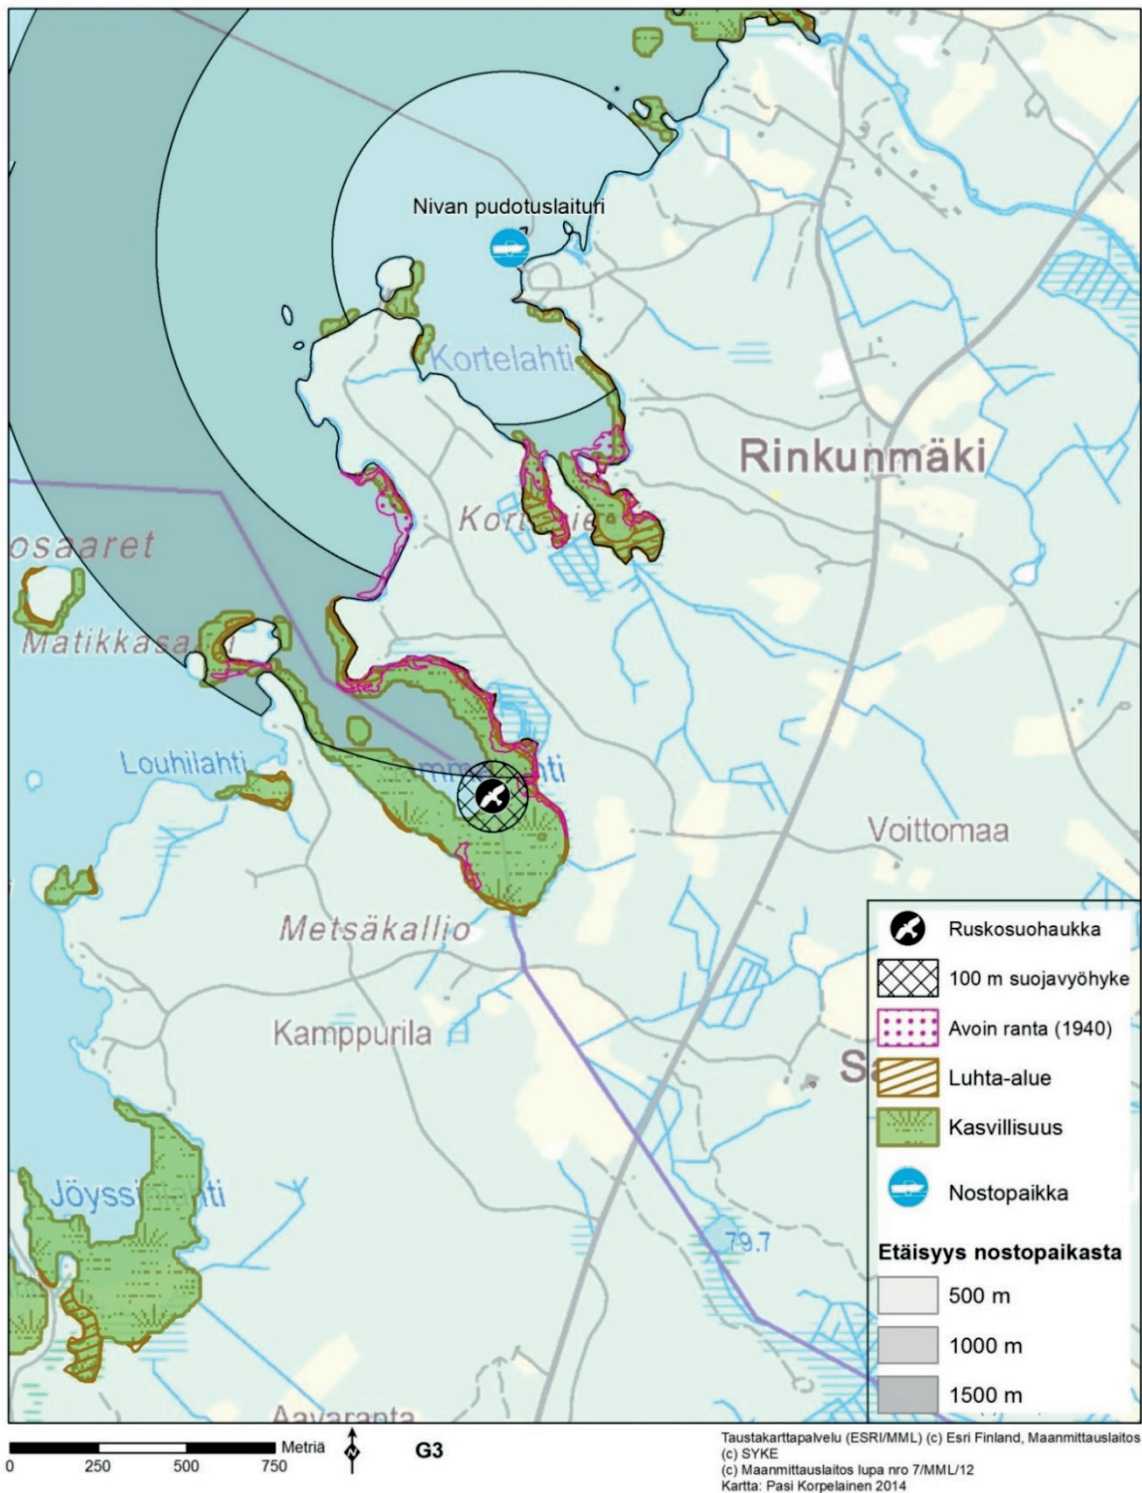 Nivan pudotuslaituri
Kortelahti
Rinkunmäki
osaaret
Louhilahti
Voittomaa
Metsäkallio
Kamppurila
79.7
Aavaranta
Ruskosuohaukka
100 m suojavyöhyke
Avoin ranta (1940)
Luhta-alue
Kasvillisuus
Nostopaikka
Etäisyys nostopaikasta
500 m
1000 m
1500 m
Metriä
0 250 500 750
G3
Taustakarttapalvelu (ESRI/MML) (c) Esri Finland, Maanmittauslaitos
(c) SYKE
(c) Maanmittauslaitos lupa nro 7/MML/12
Kartta: Pasi Korpelainen 2014